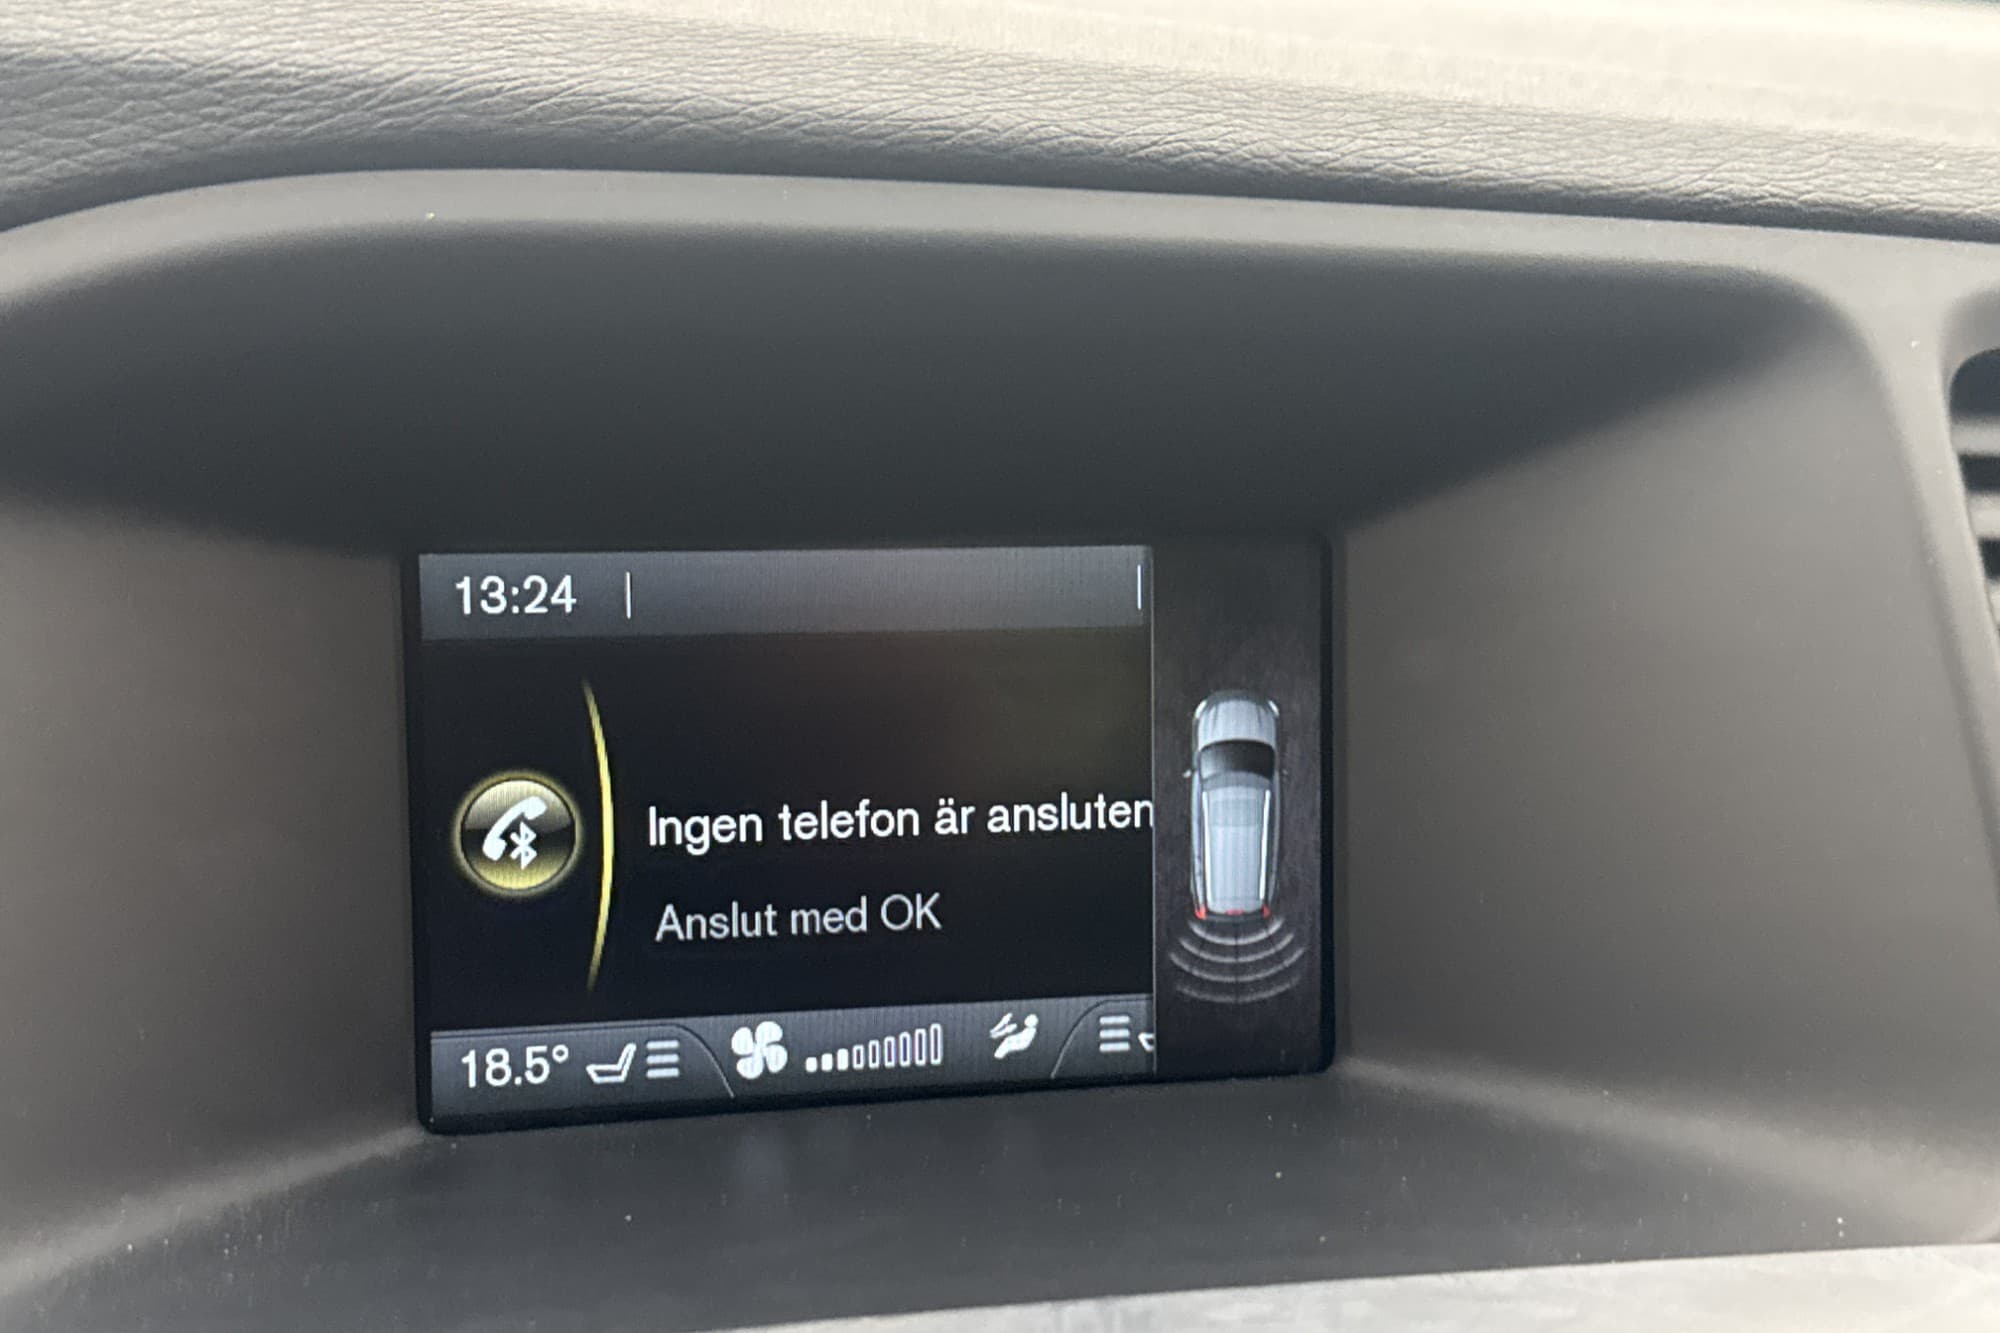 13:24
Ingen telefon är ansluten
Anslut med OK
18.5°